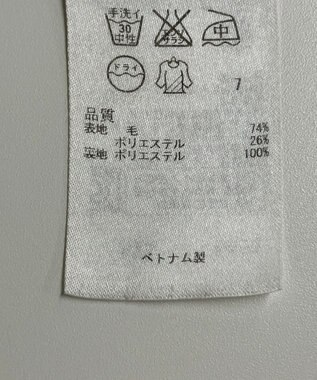 手洗イ
30
中性
エンソ
サラシ
中
ドライ
7
品質
表地 毛 74%
ポリエステル 26%
裏地 ポリエステル 100%
ベトナム製